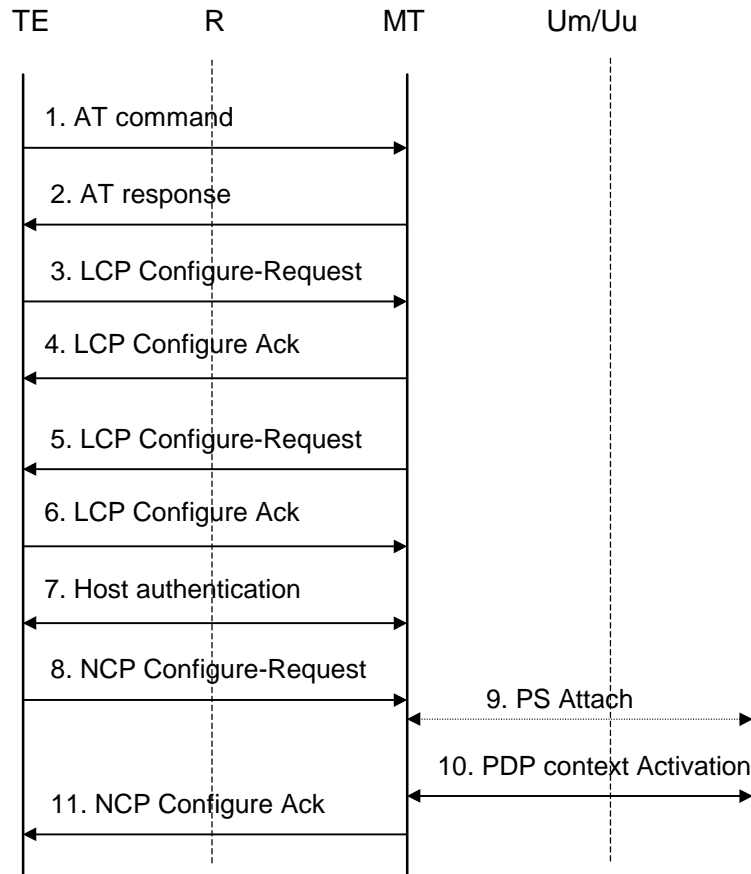 TE R MT Um/Uu
1. AT command
2. AT response
3. LCP Configure-Request
4. LCP Configure Ack
5. LCP Configure-Request
6. LCP Configure Ack
7. Host authentication
8. NCP Configure-Request
9. PS Attach
10. PDP context Activation
11. NCP Configure Ack